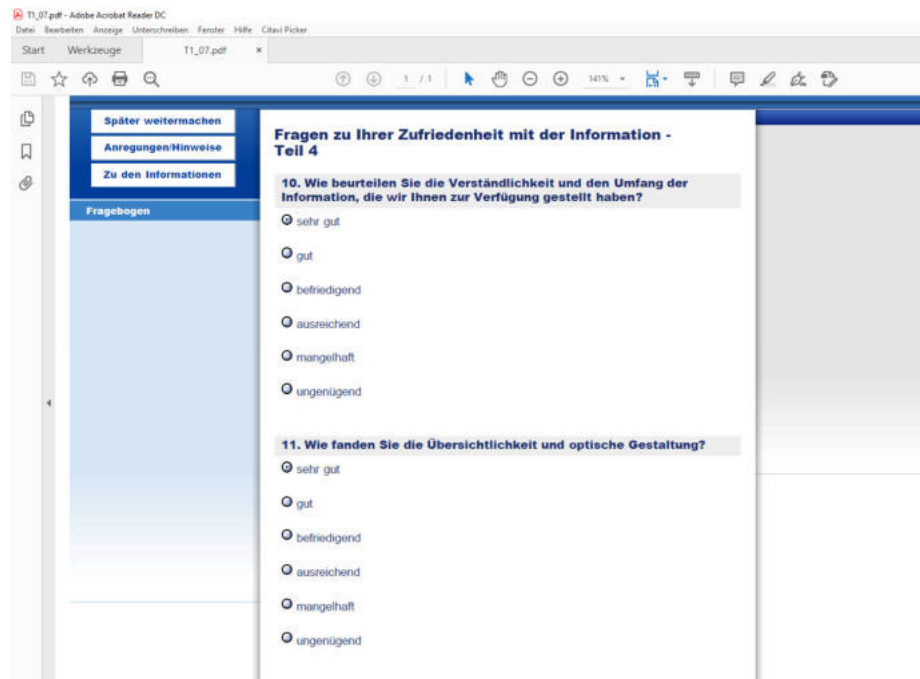 T1_07.pdf - Adobe Acrobat Reader DC
Datei Bearbeiten Anzeige Unterschreiben Fenster Hilfe Citavi Picker
Start Werkzeuge T1_07.pdf ×
1 / 1 141%
Später weitermachen
Anregungen/Hinweise
Zu den Informationen
Fragebogen
Fragen zu Ihrer Zufriedenheit mit der Information -
Teil 4
10. Wie beurteilen Sie die Verständlichkeit und den Umfang der
Information, die wir Ihnen zur Verfügung gestellt haben?
sehr gut
gut
befriedigend
ausreichend
mangelhaft
ungenügend
11. Wie fanden Sie die Übersichtlichkeit und optische Gestaltung?
sehr gut
gut
befriedigend
ausreichend
mangelhaft
ungenügend